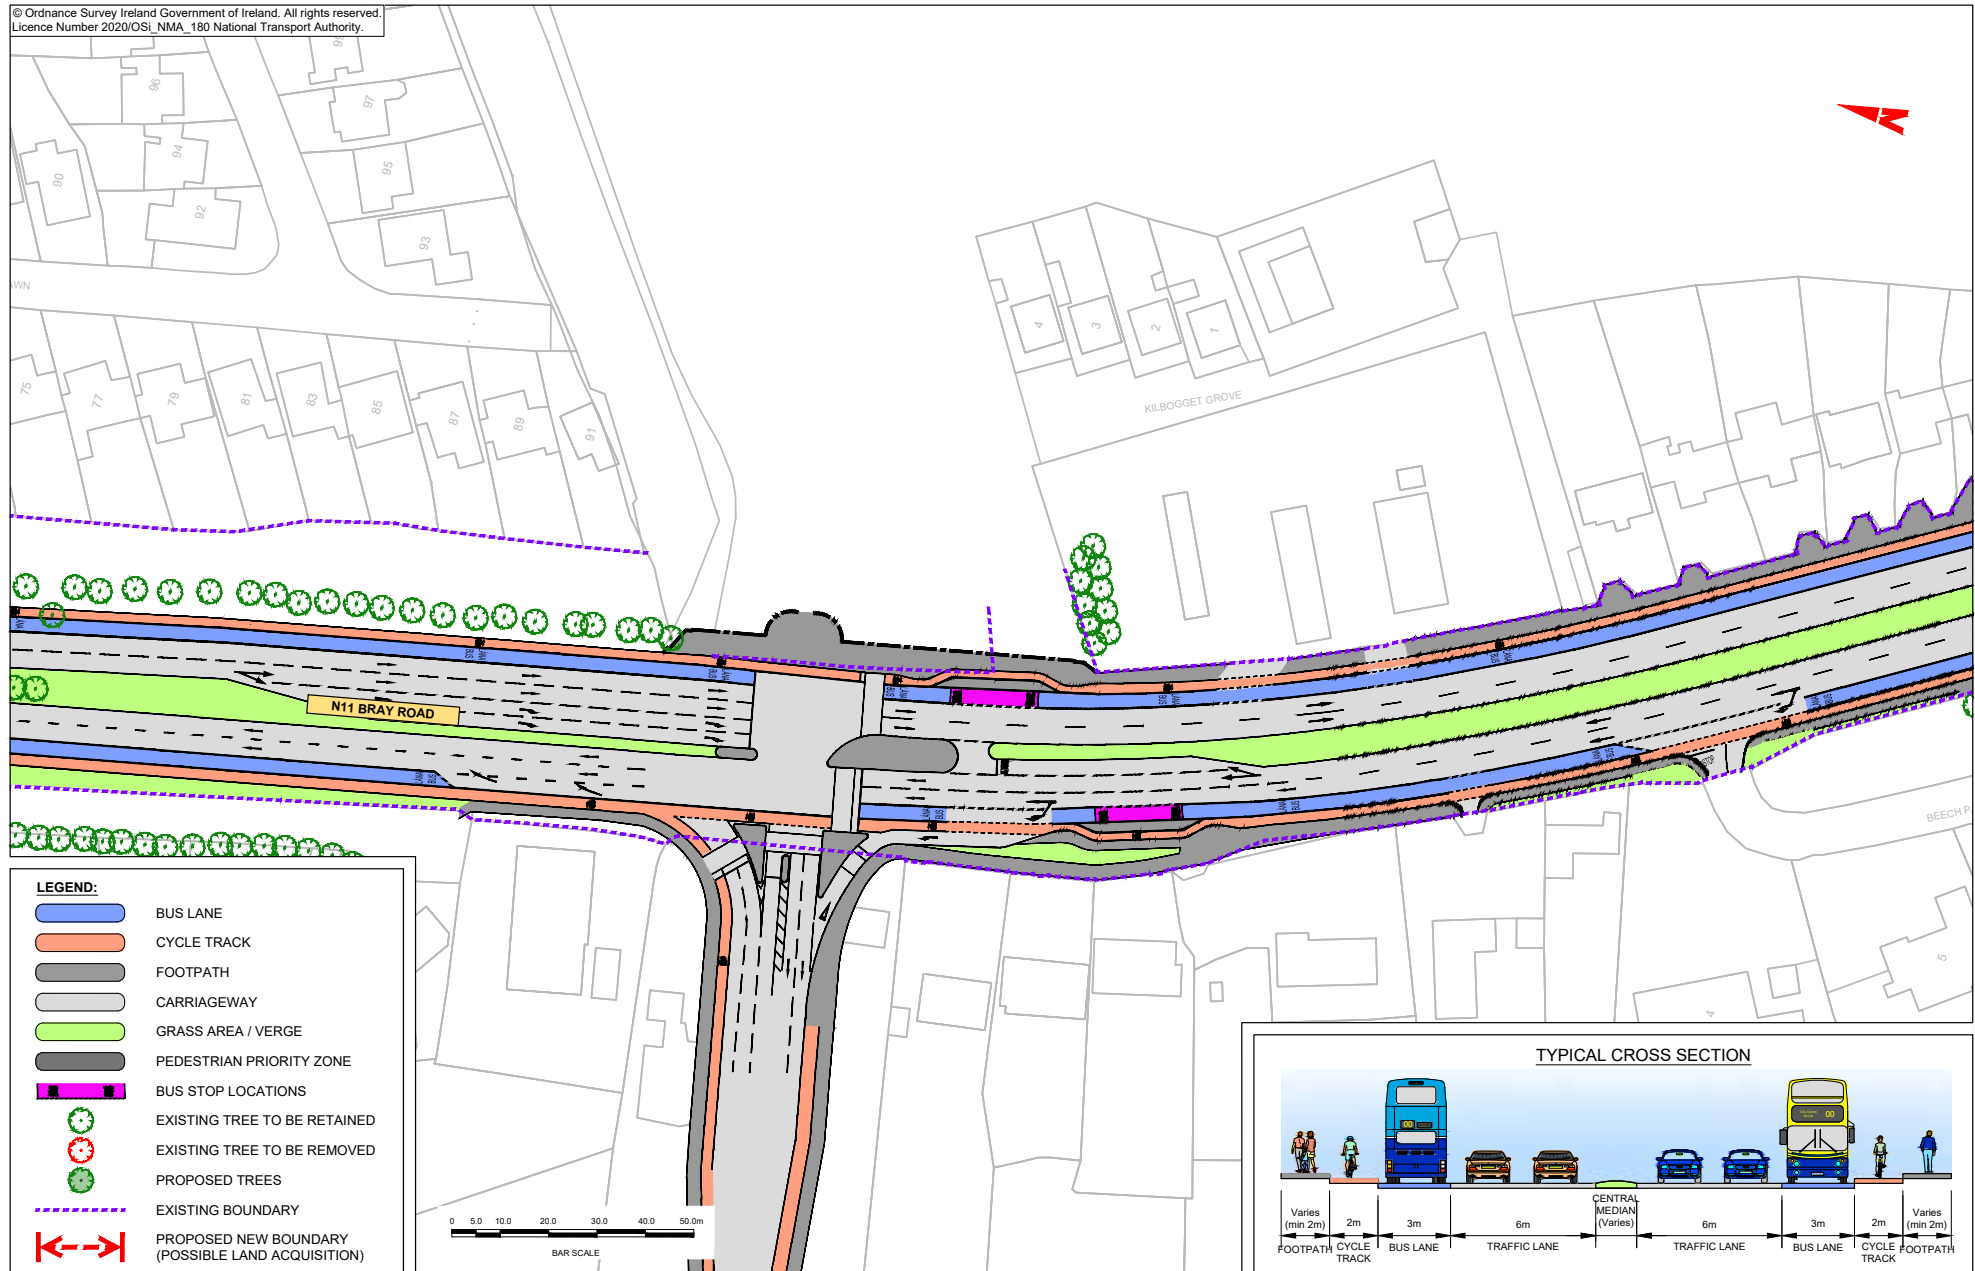 © Ordnance Survey Ireland Government of Ireland. All rights reserved.
Licence Number 2020/OSi_NMA_180 National Transport Authority.
96
97
94
95
90
92
93
75
77
79
81
83
85
87
89
91
4
3
2
1
KILBOGGET GROVE
N11 BRAY ROAD
BUS
LÁNA
5
4
LEGEND:
BUS LANE
CYCLE TRACK
FOOTPATH
CARRIAGEWAY
GRASS AREA / VERGE
PEDESTRIAN PRIORITY ZONE
BUS STOP LOCATIONS
EXISTING TREE TO BE RETAINED
EXISTING TREE TO BE REMOVED
PROPOSED TREES
EXISTING BOUNDARY
PROPOSED NEW BOUNDARY
(POSSIBLE LAND ACQUISITION)
0 5.0 10.0 20.0 30.0 40.0 50.0m
BAR SCALE
TYPICAL CROSS SECTION
00
00
Varies
(min 2m)
FOOTPATH
2m
CYCLE
TRACK
3m
BUS LANE
6m
TRAFFIC LANE
CENTRAL
MEDIAN
(Varies)
6m
TRAFFIC LANE
3m
BUS LANE
2m
CYCLE
TRACK
Varies
(min 2m)
FOOTPATH